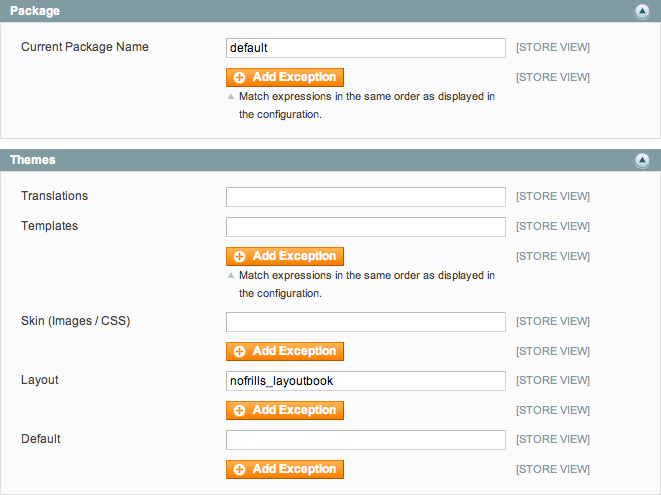 Package
Current Package Name default [STORE VIEW]
Add Exception [STORE VIEW]
Match expressions in the same order as displayed in
the configuration.
Themes
Translations [STORE VIEW]
Templates [STORE VIEW]
Add Exception [STORE VIEW]
Match expressions in the same order as displayed in
the configuration.
Skin (Images / CSS) [STORE VIEW]
Add Exception [STORE VIEW]
Layout nofrills_layoutbook [STORE VIEW]
Add Exception [STORE VIEW]
Default [STORE VIEW]
Add Exception [STORE VIEW]